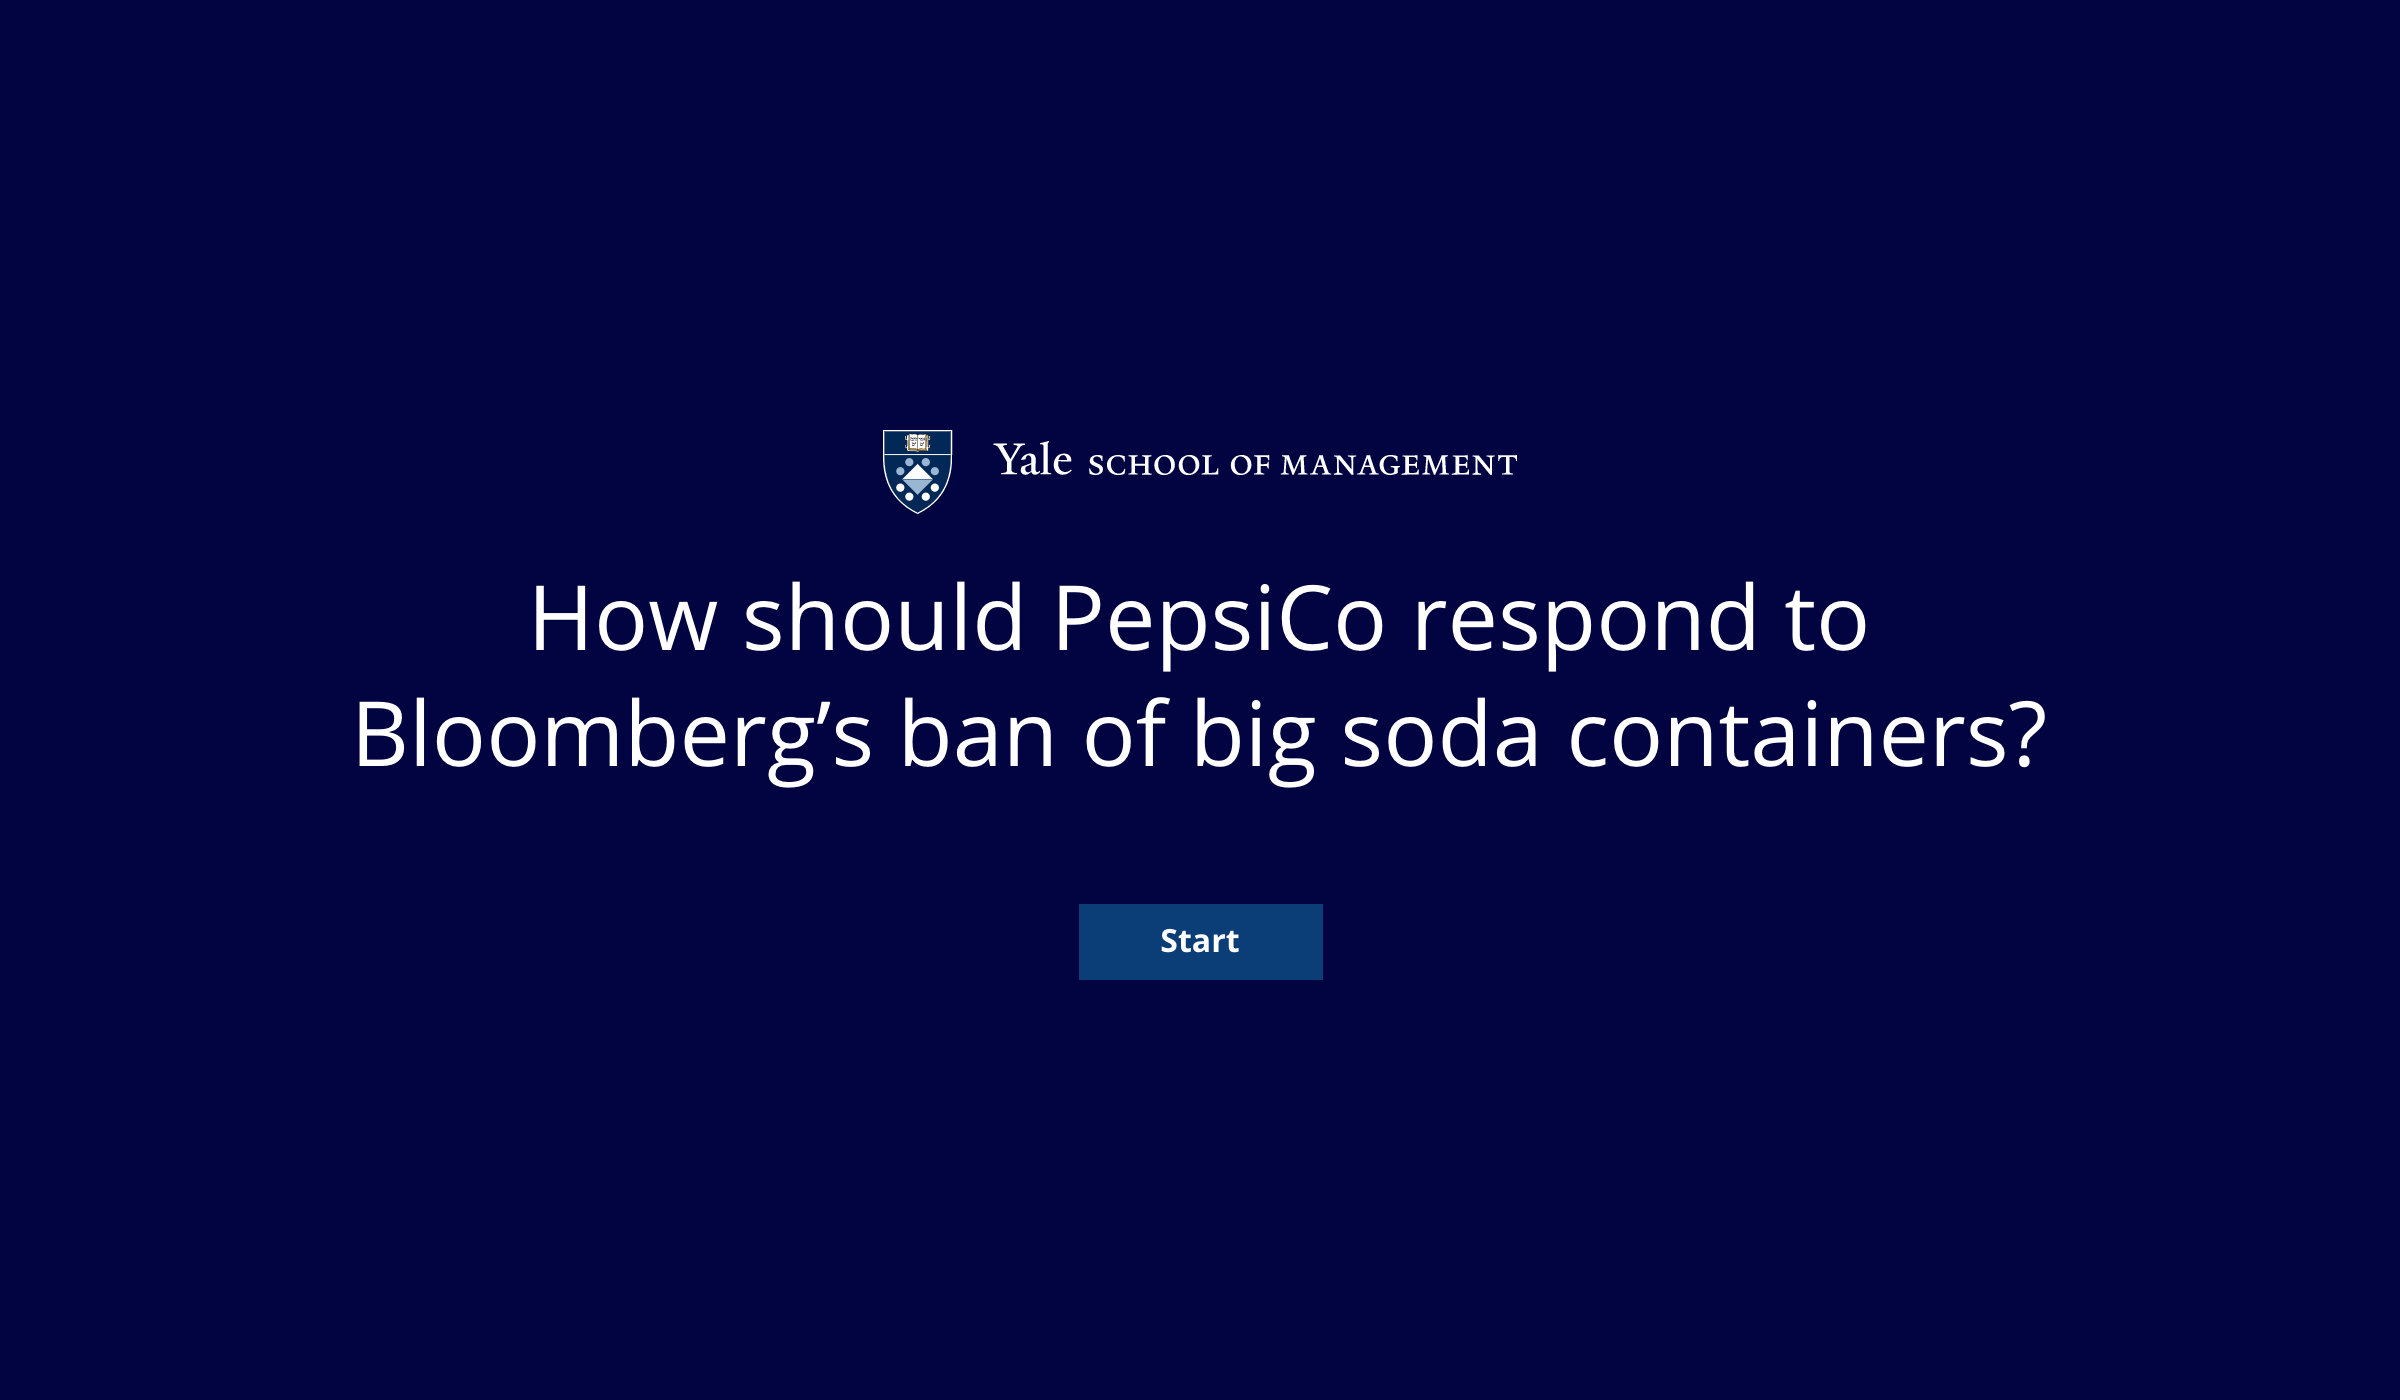 Yale SCHOOL OF MANAGEMENT
How should PepsiCo respond to
Bloomberg’s ban of big soda containers?
Start